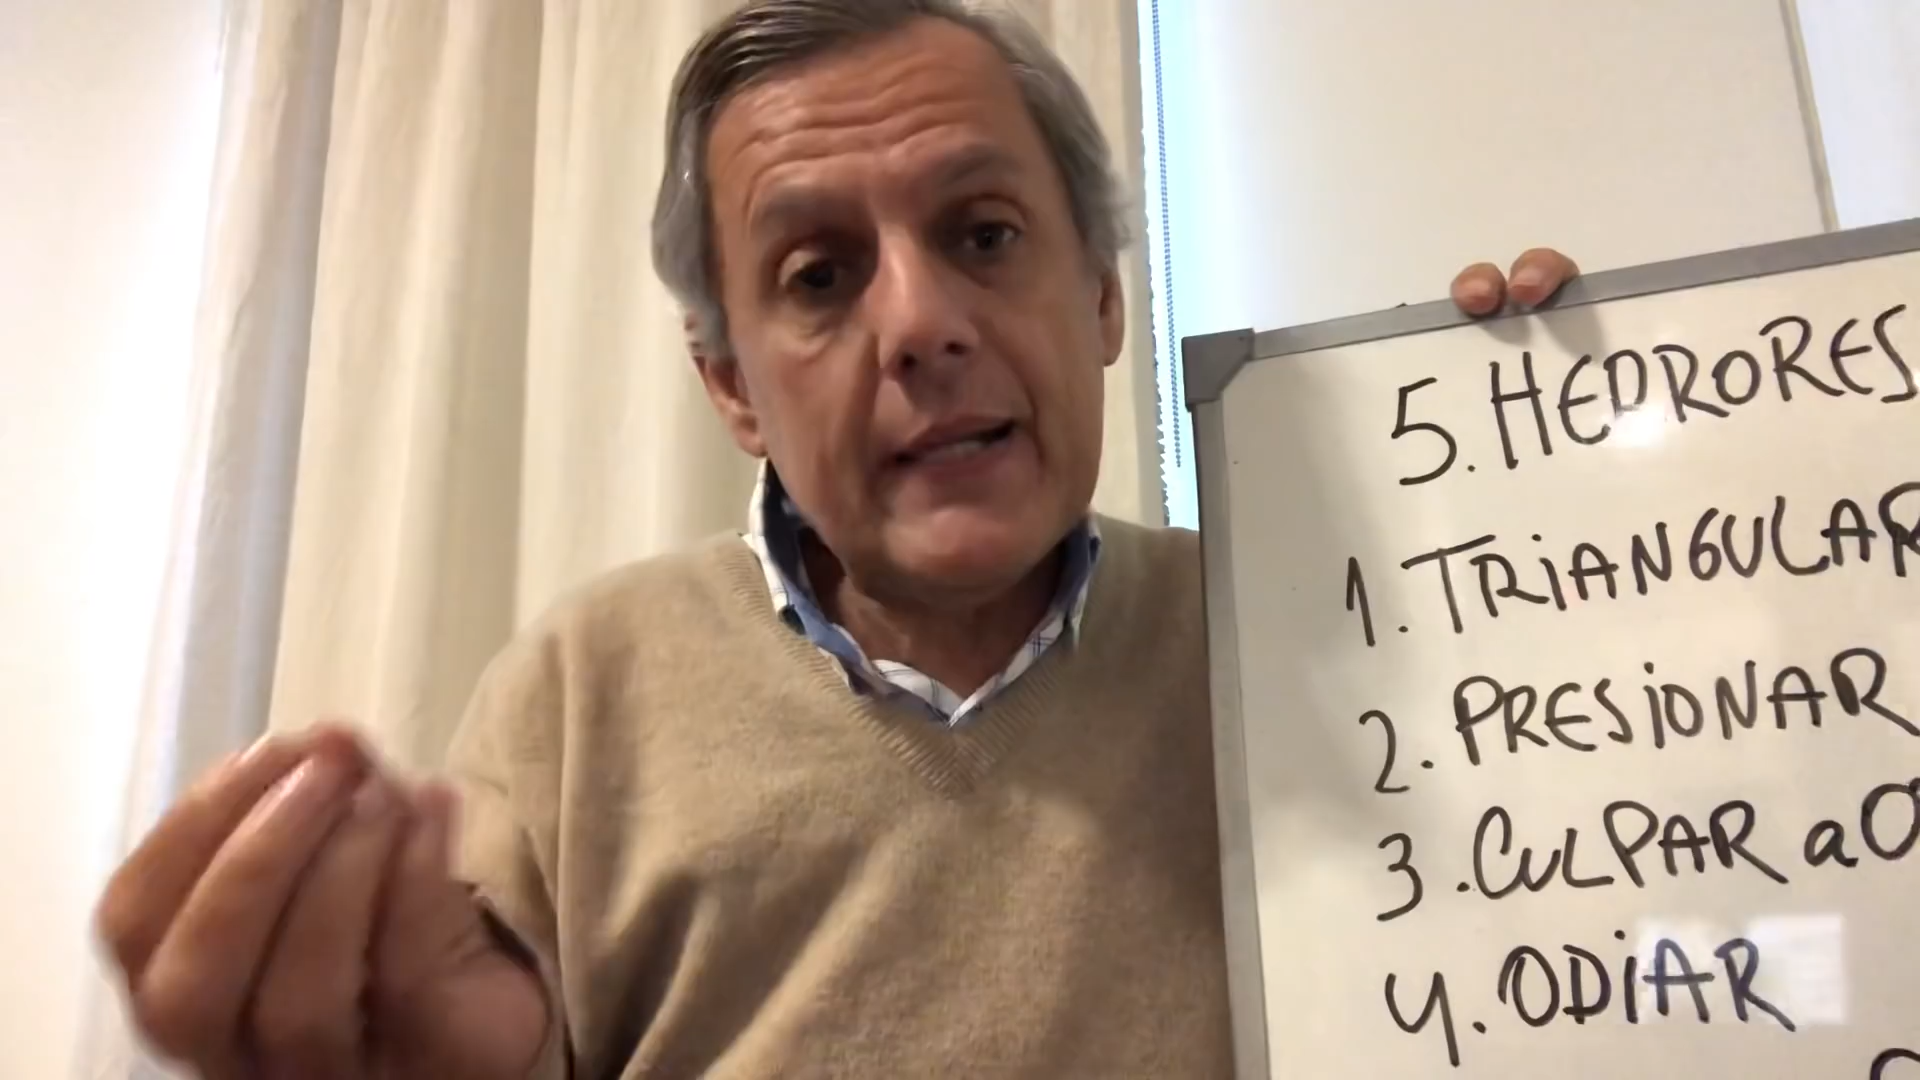 5. HEDRORES
1. TRIANGULAR
2. PRESIONAR
3. CULPAR a O
4. ODIAR